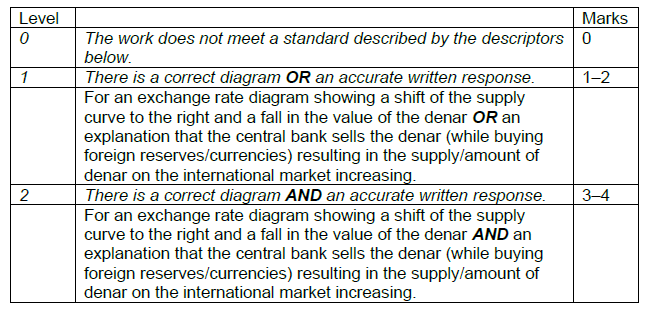 Level Marks
0 The work does not meet a standard described by the descriptors 0
below.
1 There is a correct diagram OR an accurate written response. 1–2
For an exchange rate diagram showing a shift of the supply
curve to the right and a fall in the value of the denar OR an
explanation that the central bank sells the denar (while buying
foreign reserves/currencies) resulting in the supply/amount of
denar on the international market increasing.
2 There is a correct diagram AND an accurate written response. 3–4
For an exchange rate diagram showing a shift of the supply
curve to the right and a fall in the value of the denar AND an
explanation that the central bank sells the denar (while buying
foreign reserves/currencies) resulting in the supply/amount of
denar on the international market increasing.